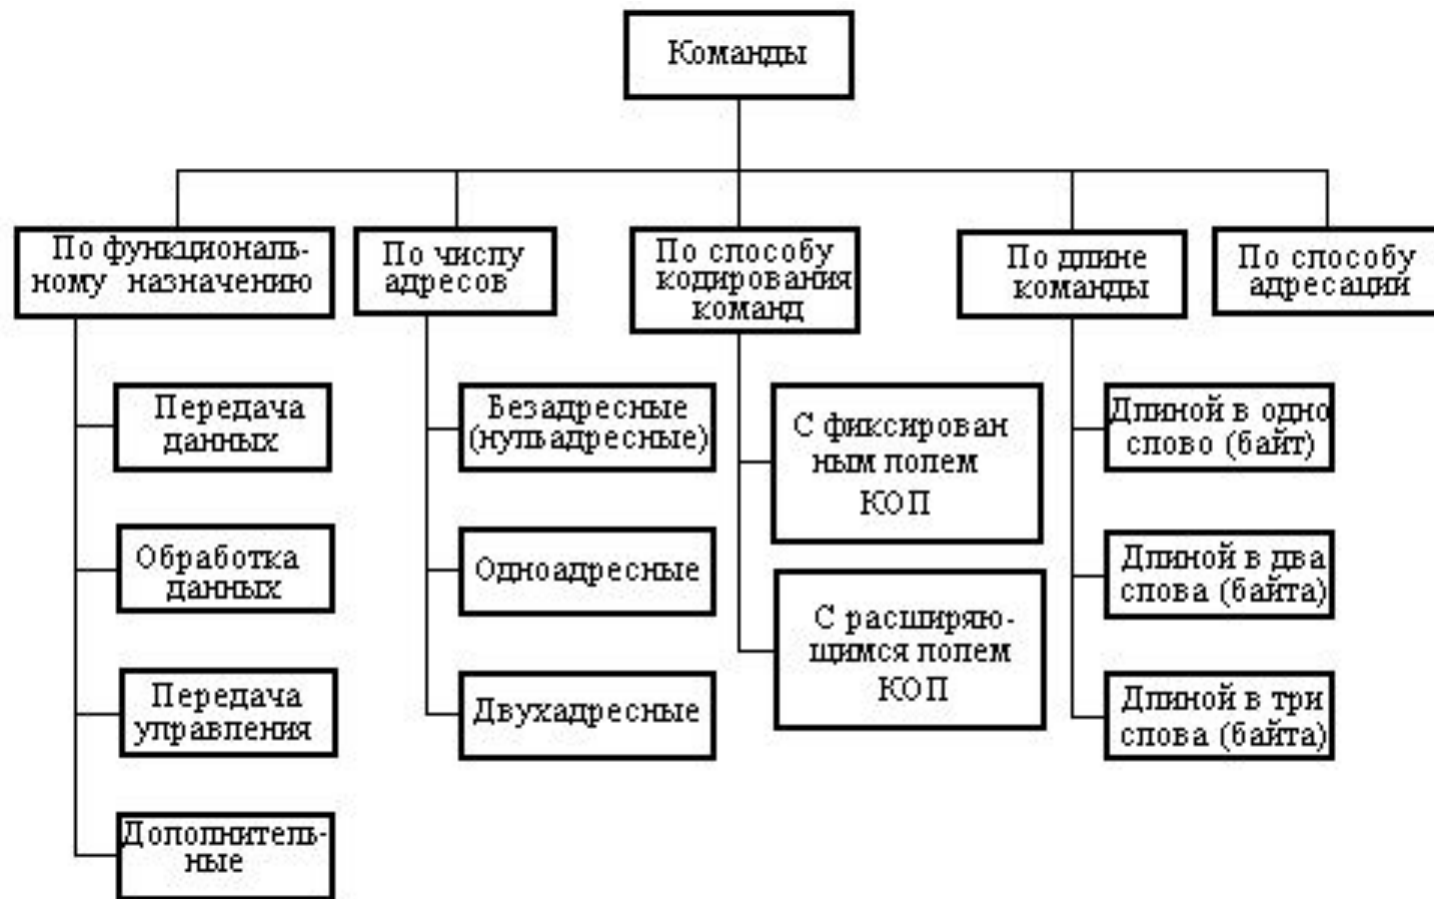 Команды
По функциональ-
ному назначению
По числу
адресов
По способу
кодирования
команд
По длине
команды
По способу
адресации
Передача
данных
Обработка
данных
Передача
управления
Дополнитель-
ные
Безадресные
(нульадресные)
Одноадресные
Двухадресные
С фиксирован
ным полем
КОП
С расширяю-
щимся полем
КОП
Длиной в одно
слово (байт)
Длиной в два
слова (байта)
Длиной в три
слова (байта)